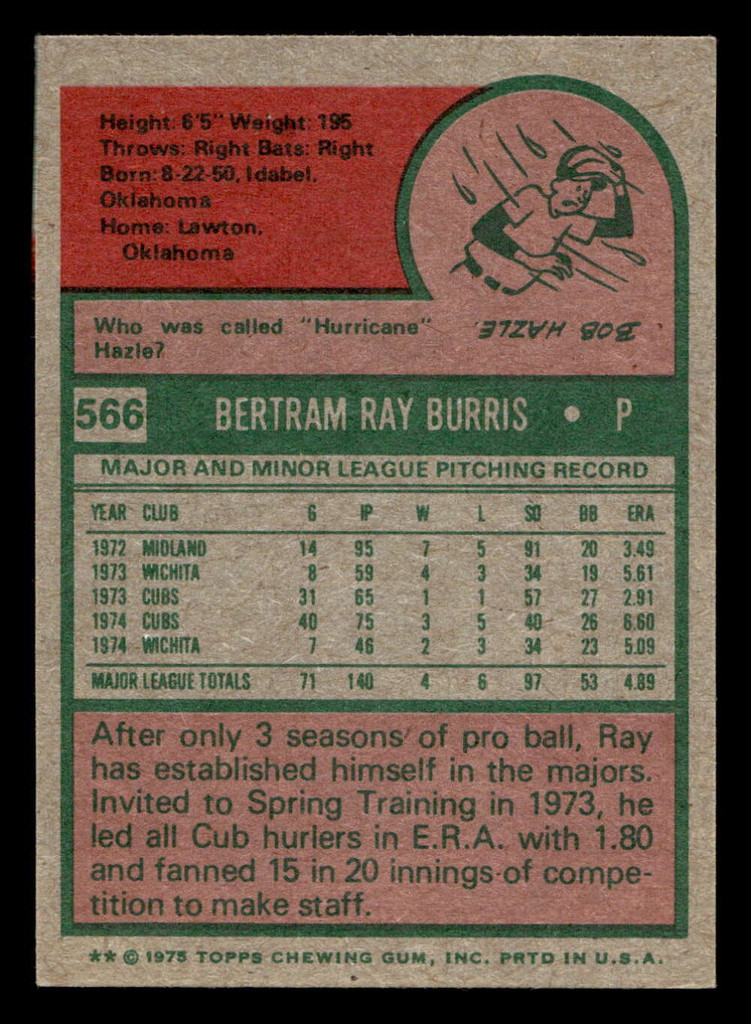 Height: 6'5" Weight: 195
Throws: Right Bats: Right
Born: 8-22-50, Idabel,
Oklahoma
Home: Lawton,
Oklahoma
Who was called "Hurricane"
Hazle?
BOB HAZLE.
566 BERTRAM RAY BURRIS • P
MAJOR AND MINOR LEAGUE PITCHING RECORD
YEAR CLUB G IP W L SO BB ERA
1972 MIDLAND 14 95 7 5 91 20 3.49
1973 WICHITA 8 59 4 3 34 19 5.61
1973 CUBS 31 65 1 1 57 27 2.91
1974 CUBS 40 75 3 5 40 26 6.60
1974 WICHITA 7 46 2 3 34 23 5.09
MAJOR LEAGUE TOTALS 71 140 4 6 97 53 4.89
After only 3 seasons of pro ball, Ray
has established himself in the majors.
Invited to Spring Training in 1973, he
led all Cub hurlers in E.R.A. with 1.80
and fanned 15 in 20 innings of compe-
tition to make staff.
** © 1975 TOPPS CHEWING GUM, INC. PRTD IN U.S.A.